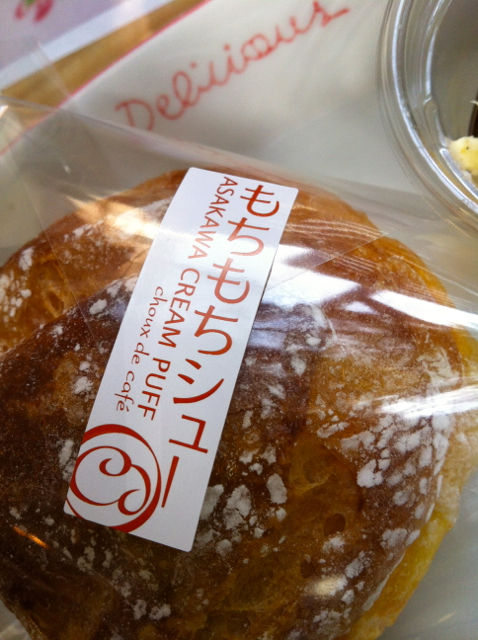 Delicious
もちもちシュー
ASAKAWA CREAM PUFF
choux de café